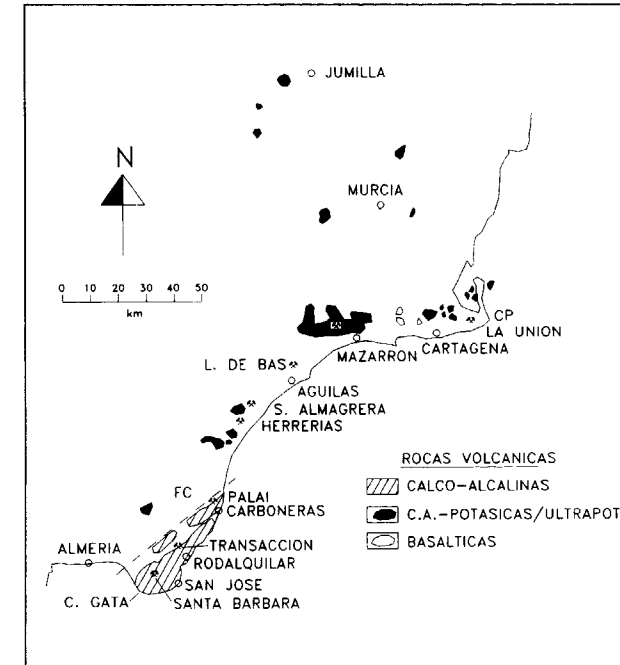 JUMILLA
N
MURCIA
0 10 20 30 40 50
km
CP
LA UNION
CARTAGENA
MAZARRON
L. DE BAS
AGUILAS
S. ALMAGRERA
HERRERIAS
ROCAS VOLCANICAS
CALCO-ALCALINAS
C.A.-POTASICAS/ULTRAPOT
BASALTICAS
FC
PALAI
CARBONERAS
ALMERIA
TRANSACCION
RODALQUILAR
SAN JOSE
C. GATA
SANTA BARBARA